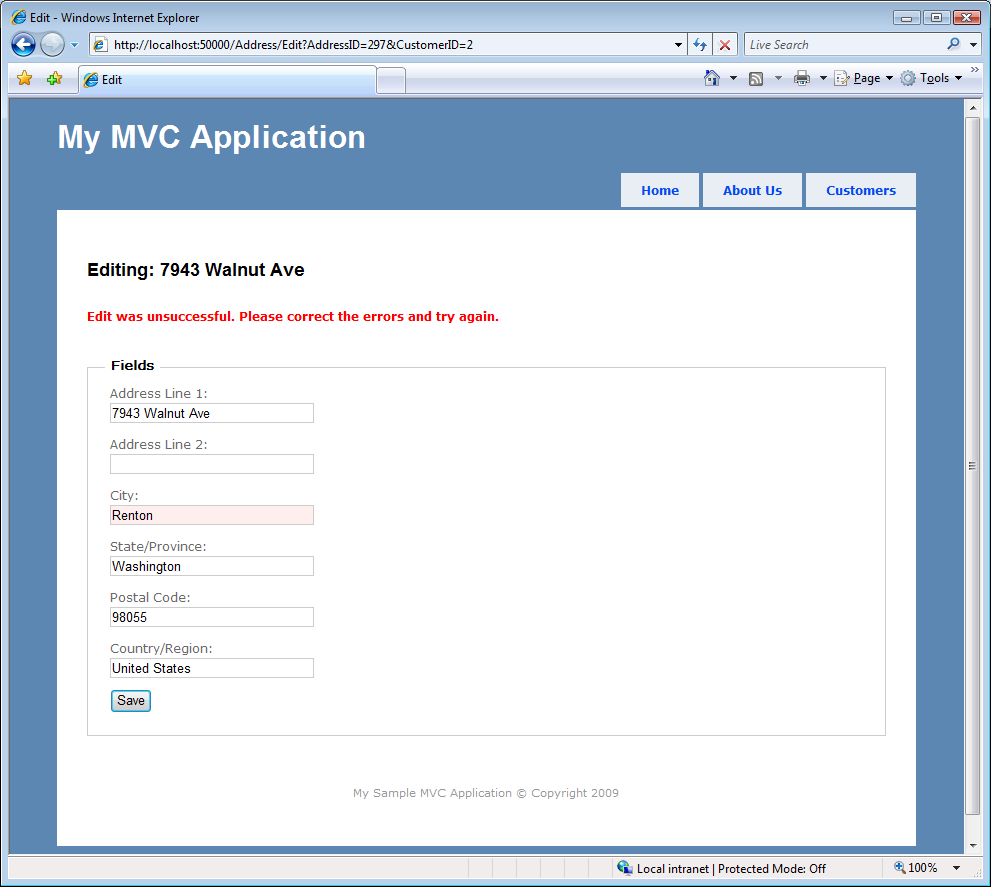 Edit - Windows Internet Explorer
http://localhost:50000/Address/Edit?AddressID=297&CustomerID=2
Live Search
Edit
Page
Tools
My MVC Application
Home
About Us
Customers
Editing: 7943 Walnut Ave
Edit was unsuccessful. Please correct the errors and try again.
Fields
Address Line 1:
7943 Walnut Ave
Address Line 2:
City:
Renton
State/Province:
Washington
Postal Code:
98055
Country/Region:
United States
Save
My Sample MVC Application © Copyright 2009
Local intranet | Protected Mode: Off
100%